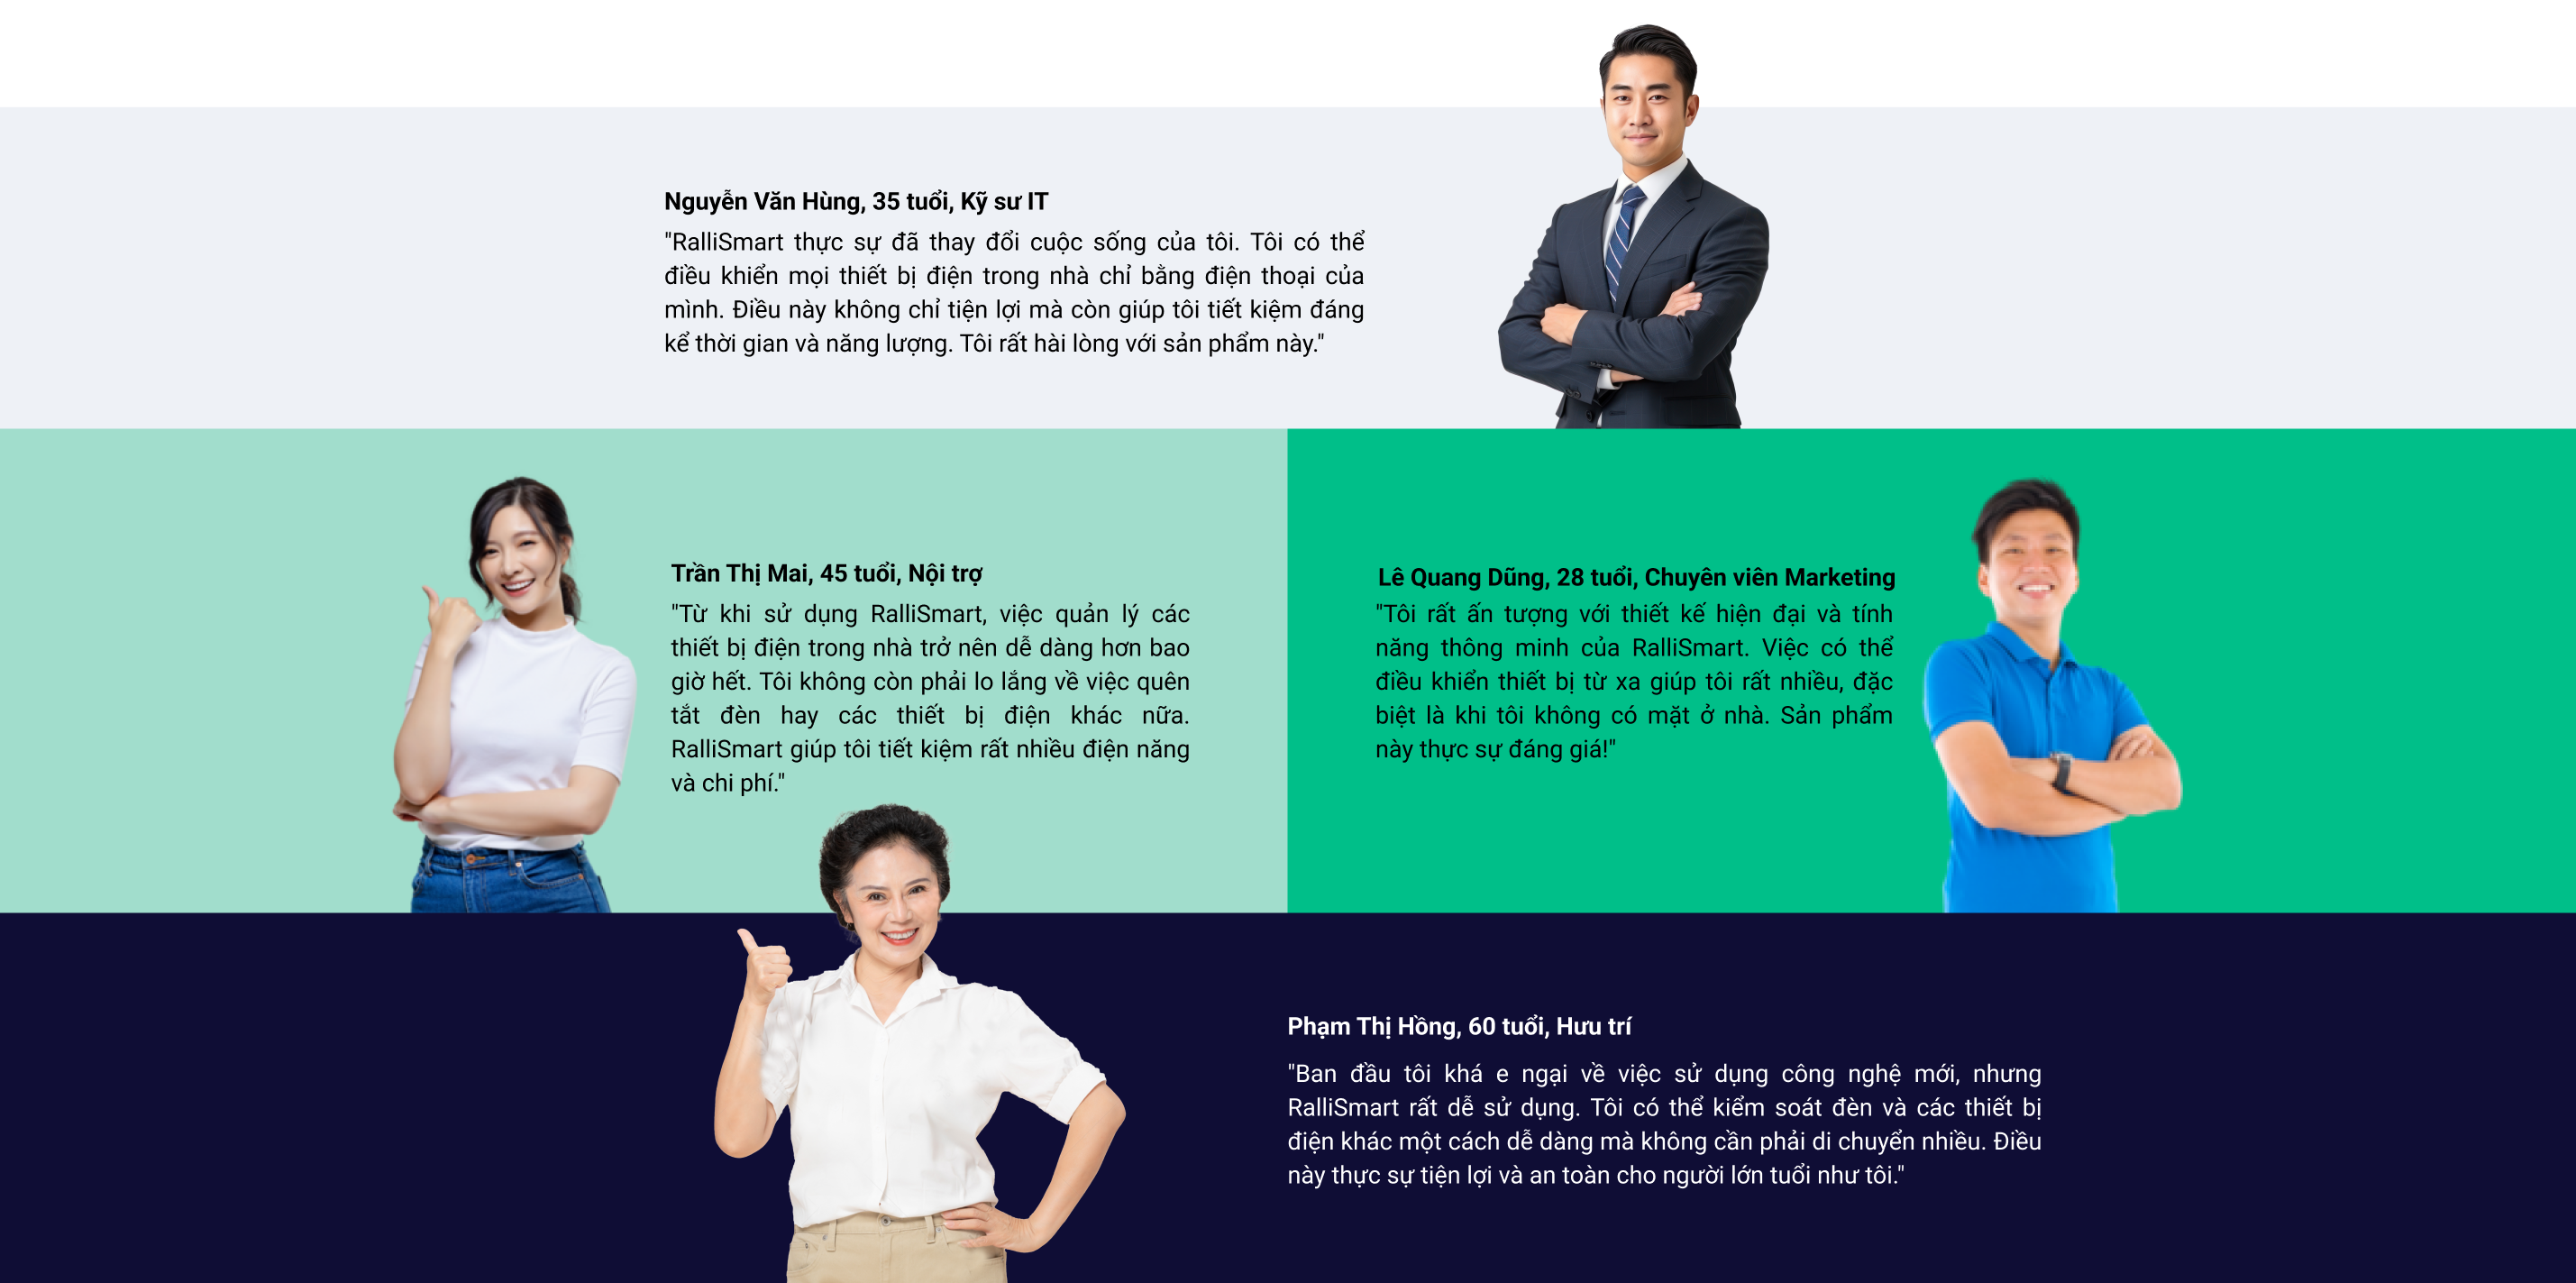 Nguyễn Văn Hùng, 35 tuổi, Kỹ sư IT
"RalliSmart thực sự đã thay đổi cuộc sống của tôi. Tôi có thể
điều khiển mọi thiết bị điện trong nhà chỉ bằng điện thoại của
mình. Điều này không chỉ tiện lợi mà còn giúp tôi tiết kiệm đáng
kể thời gian và năng lượng. Tôi rất hài lòng với sản phẩm này."
Trần Thị Mai, 45 tuổi, Nội trợ
"Từ khi sử dụng RalliSmart, việc quản lý các
thiết bị điện trong nhà trở nên dễ dàng hơn bao
giờ hết. Tôi không còn phải lo lắng về việc quên
tắt đèn hay các thiết bị điện khác nữa.
RalliSmart giúp tôi tiết kiệm rất nhiều điện năng
và chi phí."
Lê Quang Dũng, 28 tuổi, Chuyên viên Marketing
"Tôi rất ấn tượng với thiết kế hiện đại và tính
năng thông minh của RalliSmart. Việc có thể
điều khiển thiết bị từ xa giúp tôi rất nhiều, đặc
biệt là khi tôi không có mặt ở nhà. Sản phẩm
này thực sự đáng giá!"
Phạm Thị Hồng, 60 tuổi, Hưu trí
"Ban đầu tôi khá e ngại về việc sử dụng công nghệ mới, nhưng
RalliSmart rất dễ sử dụng. Tôi có thể kiểm soát đèn và các thiết bị
điện khác một cách dễ dàng mà không cần phải di chuyển nhiều. Điều
này thực sự tiện lợi và an toàn cho người lớn tuổi như tôi."